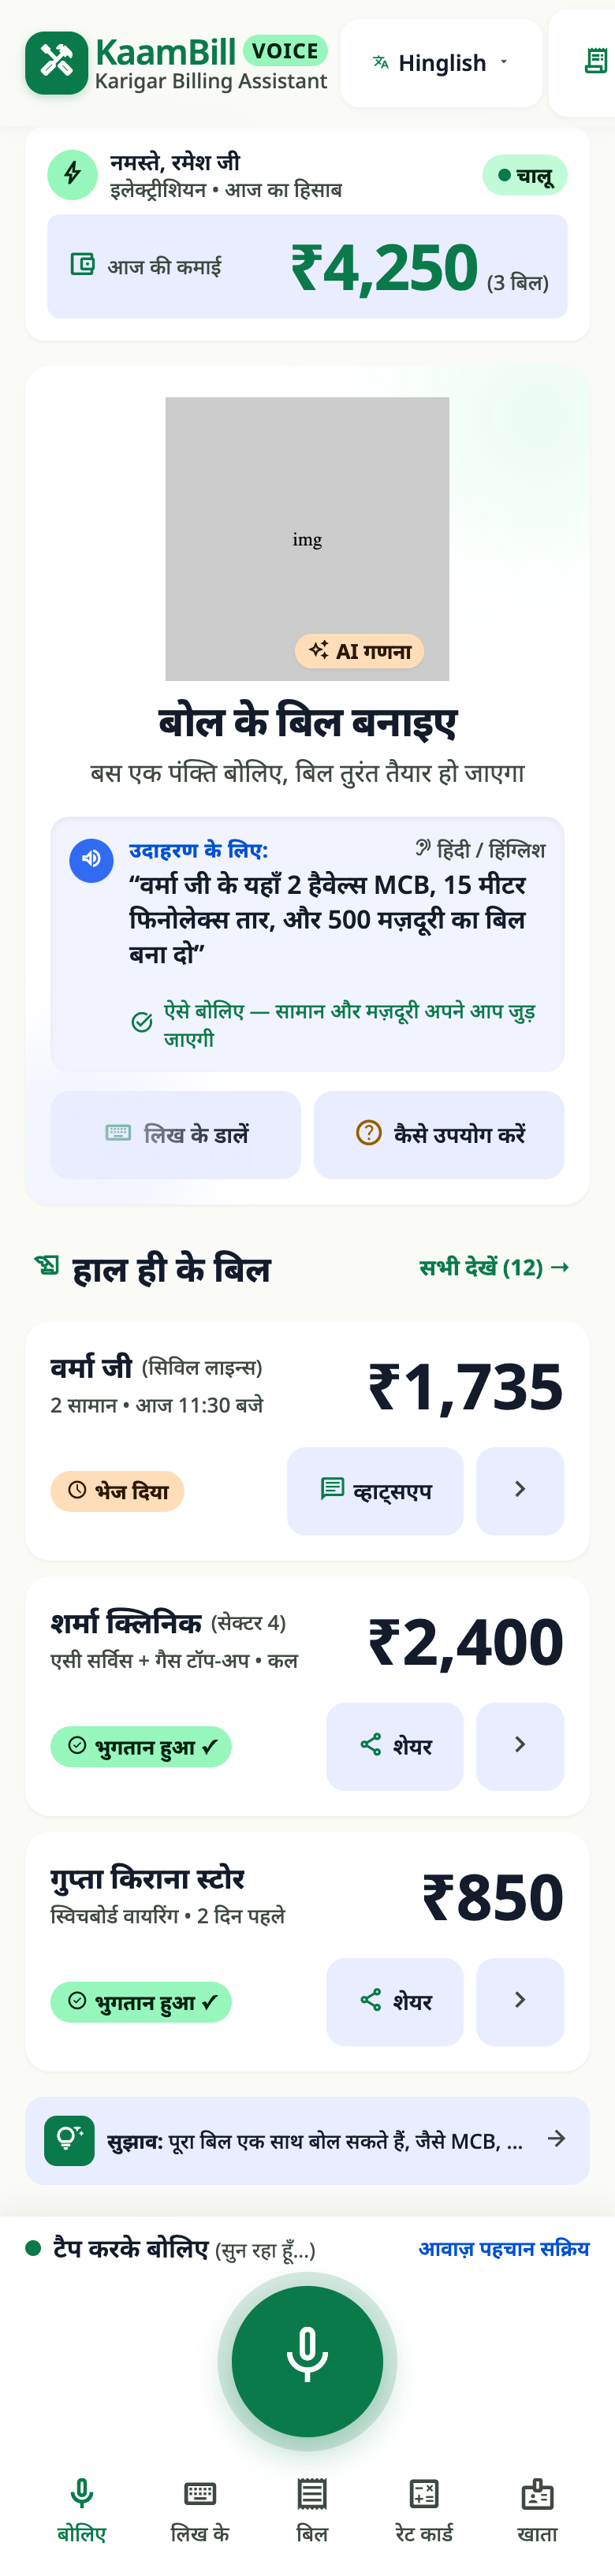 KaamBill VOICE
Karigar Billing Assistant
Hinglish
नमस्ते, रमेश जी
इलेक्ट्रीशियन • आज का हिसाब
चालू
आज की कमाई
₹4,250 (3 बिल)
img
AI गणना
बोल के बिल बनाइए
बस एक पंक्ति बोलिए, बिल तुरंत तैयार हो जाएगा
उदाहरण के लिए:
हिंदी / हिंग्लिश
“वर्मा जी के यहाँ 2 हैवेल्स MCB, 15 मीटर
फिनोलेक्स तार, और 500 मज़दूरी का बिल
बना दो”
ऐसे बोलिए — सामान और मज़दूरी अपने आप जुड़
जाएगी
लिख के डालें
कैसे उपयोग करें
हाल ही के बिल
सभी देखें (12) →
वर्मा जी (सिविल लाइन्स)
₹1,735
2 सामान • आज 11:30 बजे
भेज दिया
व्हाट्सएप
शर्मा क्लिनिक (सेक्टर 4)
₹2,400
एसी सर्विस + गैस टॉप-अप • कल
भुगतान हुआ ✓
शेयर
गुप्ता किराना स्टोर
₹850
स्विचबोर्ड वायरिंग • 2 दिन पहले
भुगतान हुआ ✓
शेयर
सुझाव: पूरा बिल एक साथ बोल सकते हैं, जैसे MCB, ...
टैप करके बोलिए (सुन रहा हूँ...)
आवाज़ पहचान सक्रिय
बोलिए
लिख के
बिल
रेट कार्ड
खाता